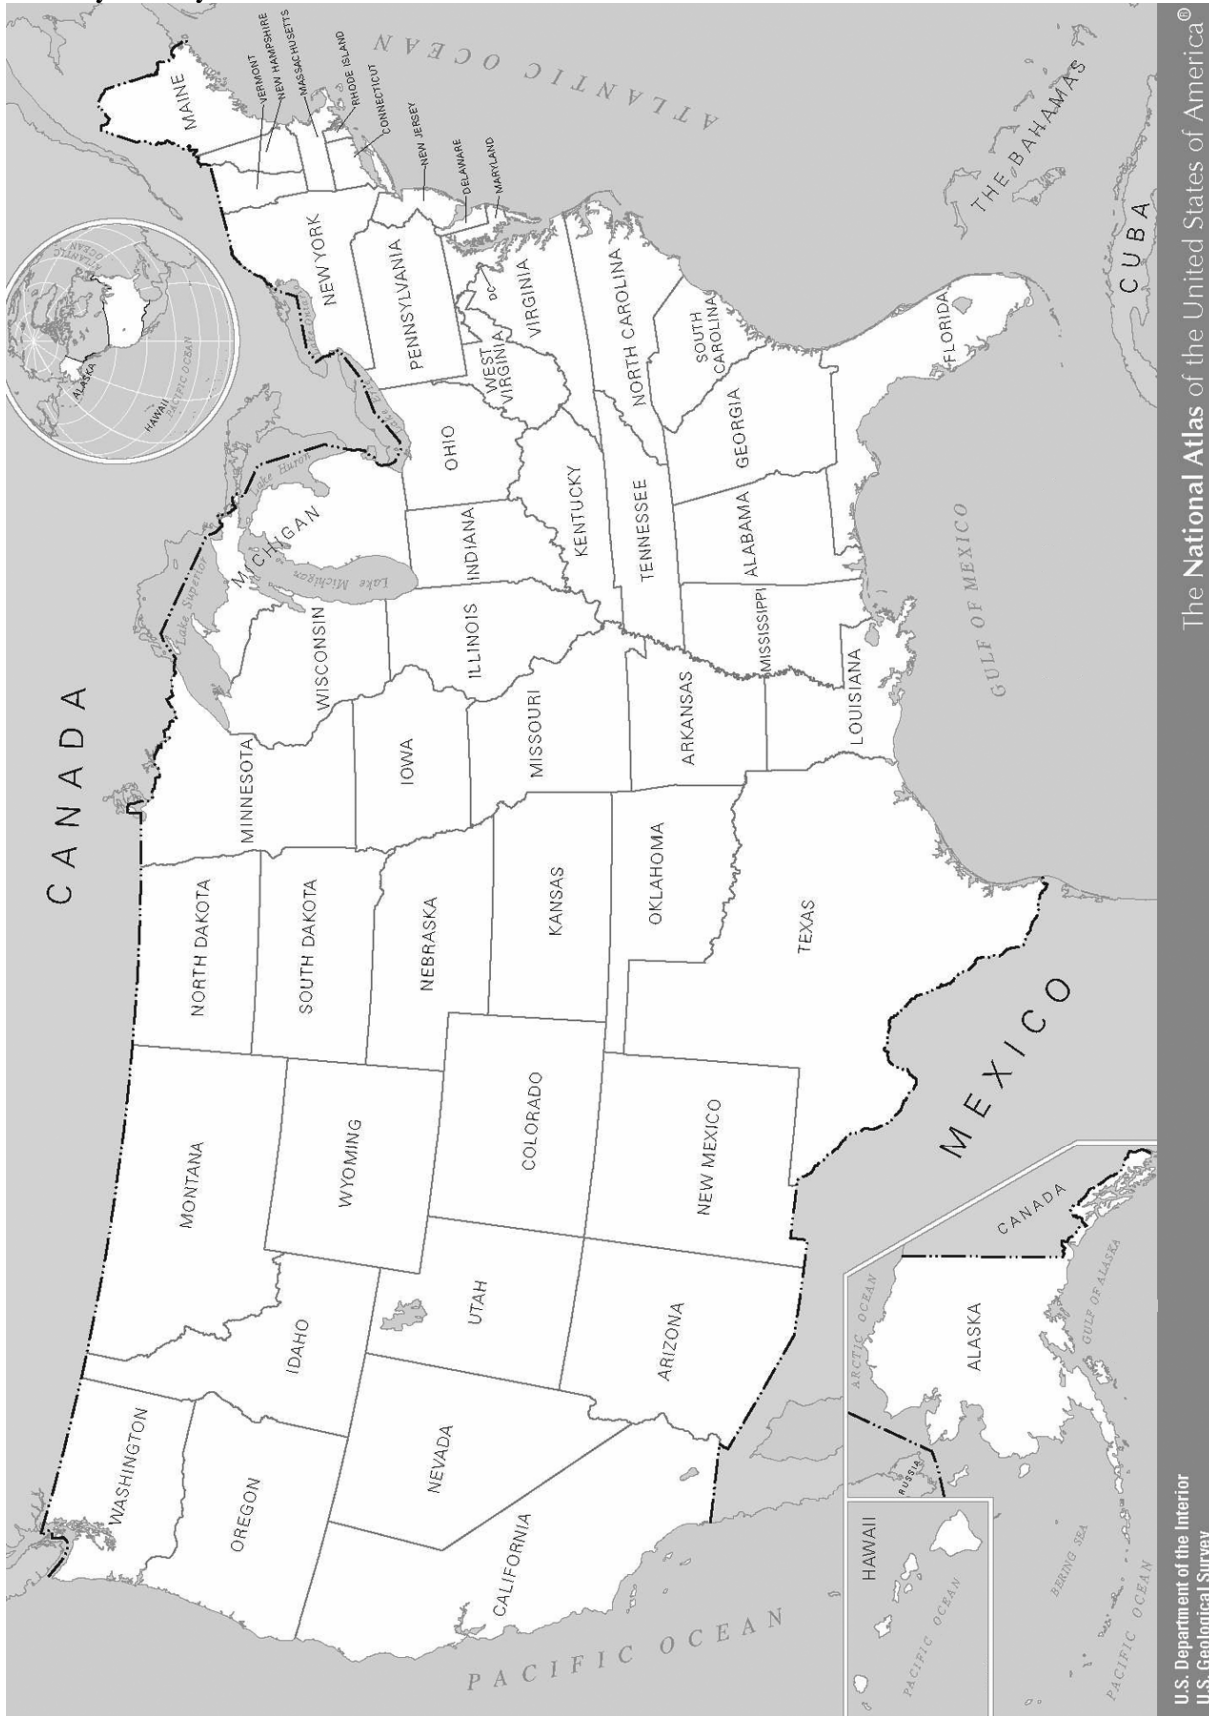 CANADA
MEXICO
CUBA
THE BAHAMAS
ATLANTIC OCEAN
PACIFIC OCEAN
GULF OF MEXICO
ATLANTIC
OCEAN
ALASKA
HAWAII
PACIFIC OCEAN
WASHINGTON
OREGON
CALIFORNIA
NEVADA
IDAHO
MONTANA
WYOMING
UTAH
ARIZONA
COLORADO
NEW MEXICO
NORTH DAKOTA
SOUTH DAKOTA
NEBRASKA
KANSAS
OKLAHOMA
TEXAS
MINNESOTA
IOWA
MISSOURI
ARKANSAS
LOUISIANA
WISCONSIN
ILLINOIS
MICHIGAN
Lake Superior
Lake Michigan
Lake Huron
INDIANA
OHIO
KENTUCKY
TENNESSEE
MISSISSIPPI
ALABAMA
GEORGIA
FLORIDA
SOUTH
CAROLINA
NORTH CAROLINA
VIRGINIA
WEST
VIRGINIA
DC
PENNSYLVANIA
NEW YORK
MAINE
VERMONT
NEW HAMPSHIRE
MASSACHUSETTS
RHODE ISLAND
CONNECTICUT
NEW JERSEY
DELAWARE
MARYLAND
HAWAII
PACIFIC OCEAN
ALASKA
ARCTIC OCEAN
RUSSIA
CANADA
GULF OF ALASKA
BERING SEA
PACIFIC OCEAN
U.S. Department of the Interior
U.S. Geological Survey
The National Atlas of the United States of America®